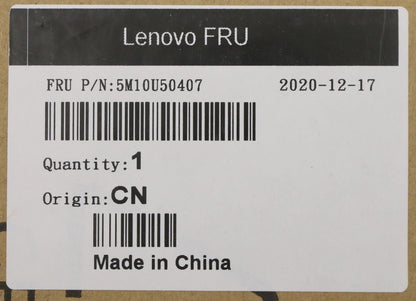 Lenovo FRU
FRU P/N:5M10U50407 2020-12-17
Quantity:1
Origin:CN
Made in China